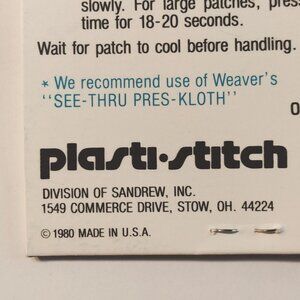 slowly. For large patches, press
time for 18-20 seconds.
Wait for patch to cool before handling.
* We recommend use of Weaver's
"SEE-THRU PRES-KLOTH"
plasti·stitch
DIVISION OF SANDREW, INC.
1549 COMMERCE DRIVE, STOW, OH. 44224
© 1980 MADE IN U.S.A.